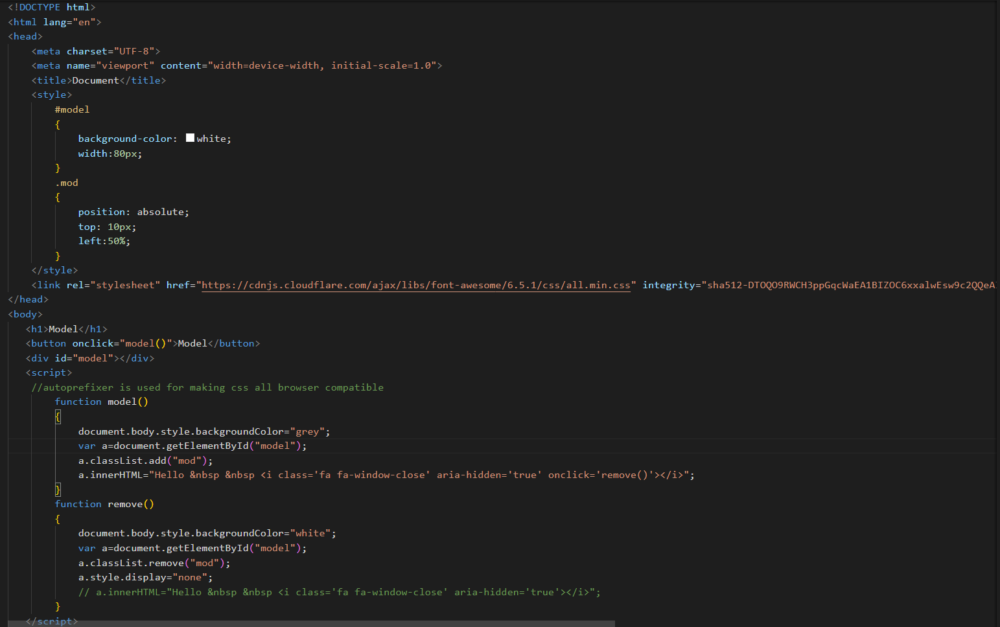 <!DOCTYPE html>
<html lang="en">
<head>
    <meta charset="UTF-8">
    <meta name="viewport" content="width=device-width, initial-scale=1.0">
    <title>Document</title>
    <style>
        #model
        {
            background-color: white;
            width:80px;
        }
        .mod
        {
            position: absolute;
            top: 10px;
            left:50%;
        }
    </style>
    <link rel="stylesheet" href="https://cdnjs.cloudflare.com/ajax/libs/font-awesome/6.5.1/css/all.min.css" integrity="sha512-DTOQO9RWCH3ppGqcWaEA1BIZOC6xxalwEsw9c2QQeA
</head>
<body>
   <h1>Model</h1>
   <button onclick="model()">Model</button>
   <div id="model"></div>
   <script>
    //autoprefixer is used for making css all browser compatible
        function model()
        {
            document.body.style.backgroundColor="grey";
            var a=document.getElementById("model");
            a.classList.add("mod");
            a.innerHTML="Hello &nbsp &nbsp <i class='fa fa-window-close' aria-hidden='true' onclick='remove()'></i>";
        }
        function remove()
        {
            document.body.style.backgroundColor="white";
            var a=document.getElementById("model");
            a.classList.remove("mod");
            a.style.display="none";
            // a.innerHTML="Hello &nbsp &nbsp <i class='fa fa-window-close' aria-hidden='true'></i>";
        }
   </script>